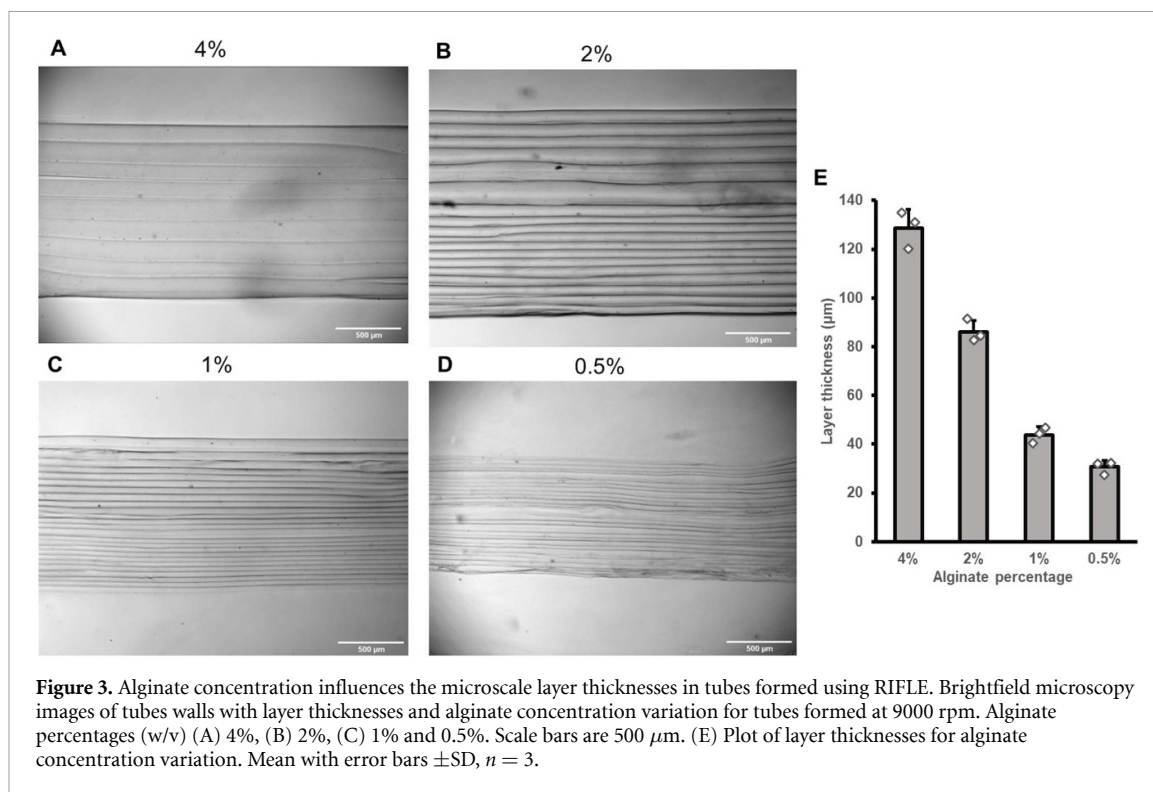 A
4%
B
2%
500 µm
500 µm
C
1%
D
0.5%
500 µm
500 µm
E
Layer thickness (µm)
140
120
100
80
60
40
20
0
4% 2% 1% 0.5%
Alginate percentage
Figure 3. Alginate concentration influences the microscale layer thicknesses in tubes formed using RIFLE. Brightfield microscopy
images of tubes walls with layer thicknesses and alginate concentration variation for tubes formed at 9000 rpm. Alginate
percentages (w/v) (A) 4%, (B) 2%, (C) 1% and 0.5%. Scale bars are 500 μm. (E) Plot of layer thicknesses for alginate
concentration variation. Mean with error bars ±SD, n = 3.